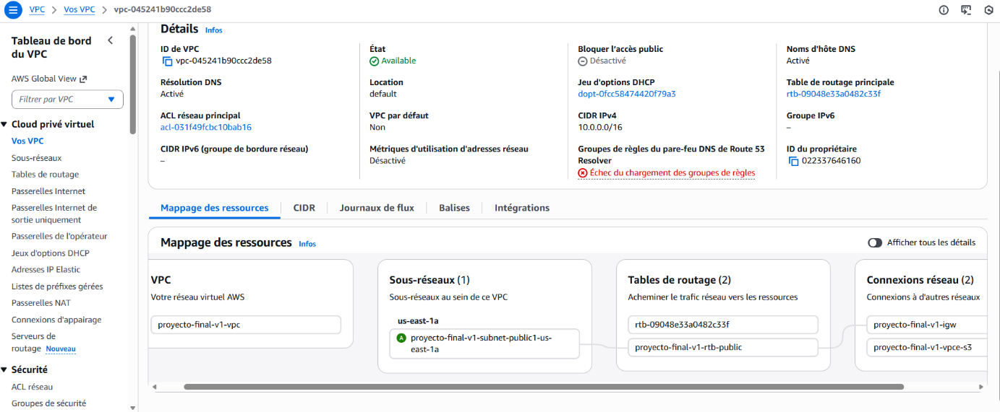 VPC > Vos VPC > vpc-045241b90ccc2de58
Tableau de bord
du VPC
AWS Global View
Filtrer par VPC
Cloud privé virtuel
Vos VPC
Sous-réseaux
Tables de routage
Passerelles Internet
Passerelles Internet de
sortie uniquement
Passerelles de l'opérateur
Jeux d'options DHCP
Adresses IP Elastic
Listes de préfixes gérées
Passerelles NAT
Connexions d'appairage
Serveurs de
routage Nouveau
Sécurité
ACL réseau
Groupes de sécurité
Détails Infos
ID de VPC
vpc-045241b90ccc2de58
État
Available
Bloquer l'accès public
Désactivé
Noms d'hôte DNS
Activé
Résolution DNS
Activé
Location
default
Jeu d'options DHCP
dopt-0fcc58474420f79a3
Table de routage principale
rtb-09048e33a0482c33f
ACL réseau principal
acl-031f49fcbc10bab16
VPC par défaut
Non
CIDR IPv4
10.0.0.0/16
Groupe IPv6
–
CIDR IPv6 (groupe de bordure réseau)
–
Métriques d'utilisation d'adresses réseau
Désactivé
Groupes de règles du pare-feu DNS de Route 53
Resolver
Échec du chargement des groupes de règles
ID du propriétaire
022337646160
Mappage des ressources
CIDR
Journaux de flux
Balises
Intégrations
Mappage des ressources Infos
Afficher tous les détails
VPC
Votre réseau virtuel AWS
proyecto-final-v1-vpc
Sous-réseaux (1)
Sous-réseaux au sein de ce VPC
us-east-1a
A
proyecto-final-v1-subnet-public1-us-
east-1a
Tables de routage (2)
Acheminer le trafic réseau vers les ressources
rtb-09048e33a0482c33f
proyecto-final-v1-rtb-public
Connexions réseau (2)
Connexions à d'autres réseaux
proyecto-final-v1-igw
proyecto-final-v1-vpce-s3